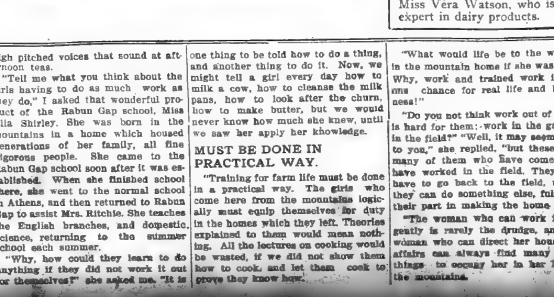 Miss Vera Watson, who is
expert in dairy products.
gh pitched voices that sound at aft-
noon teas.
"Tell me what you think about the
rls having to do as much work as
ey do," I asked that wonderful pro-
uct of the Rabun Gap school, Miss
lia Shirley. She was born in the
ountains in a home which housed
enerations of her family, all fine
igorous people. She came to the
abun Gap school soon after it was es-
ablished. When she finished school
here, she went to the normal school
n Athens, and then returned to Rabun
ap to assist Mrs. Ritchie. She teaches
he English branches, and domestic
cience, returning to the summer
chool each summer.
"Why, how could they learn to do
nything if they did not work it out
or themselves!" she asked me. "It is
one thing to be told how to do a thing,
and another thing to do it. Now, we
might tell a girl every day how to
milk a cow, how to cleanse the milk
pans, how to look after the churn,
how to make butter, but we would
never know how much she knew, until
we saw her apply her knowledge.
MUST BE DONE IN
PRACTICAL WAY.
"Training for farm life must be done
in a practical way. The girls who
come here from the mountains logic-
ally must equip themselves for duty
in the homes which they left. Theories
explained to them would mean noth-
ing. All the lectures on cooking would
be wasted, if we did not show them
how to cook and let them cook to
prove they know how.
"What would life be to the w
in the mountain home if she was
Why, work and trained work i
one chance for real life and
ness!"
"Do you not think work out of
is hard for them: work in the ga
in the field?" "Well, it may seem
to you," she replied, "but these
many of them who have come
have worked in the field. They
have to go back to the field,
they can do something else, ful
their part in making the home
"The woman who can work
gently is rarely the drudge, an
woman who can direct her hou
affairs can always find many
things to occupy her in her
the mountains.